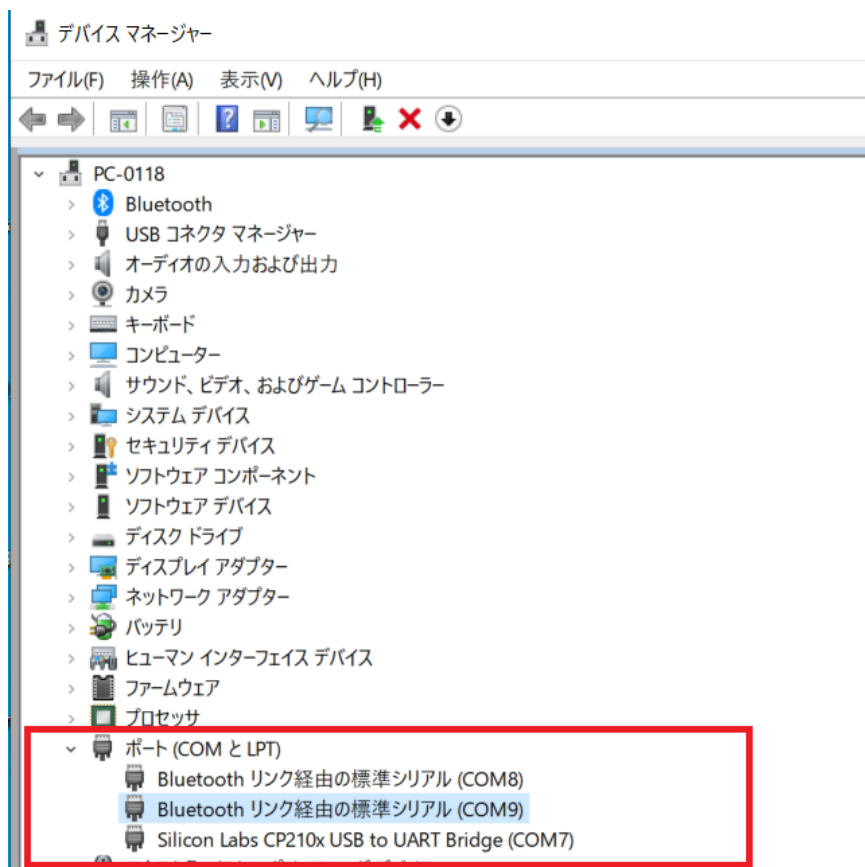 デバイス マネージャー
ファイル(F) 操作(A) 表示(V) ヘルプ(H)
PC-0118
Bluetooth
USB コネクタ マネージャー
オーディオの入力および出力
カメラ
キーボード
コンピューター
サウンド、ビデオ、およびゲーム コントローラー
システム デバイス
セキュリティ デバイス
ソフトウェア コンポーネント
ソフトウェア デバイス
ディスク ドライブ
ディスプレイ アダプター
ネットワーク アダプター
バッテリ
ヒューマン インターフェイス デバイス
ファームウェア
プロセッサ
ポート (COM と LPT)
Bluetooth リンク経由の標準シリアル (COM8)
Bluetooth リンク経由の標準シリアル (COM9)
Silicon Labs CP210x USB to UART Bridge (COM7)